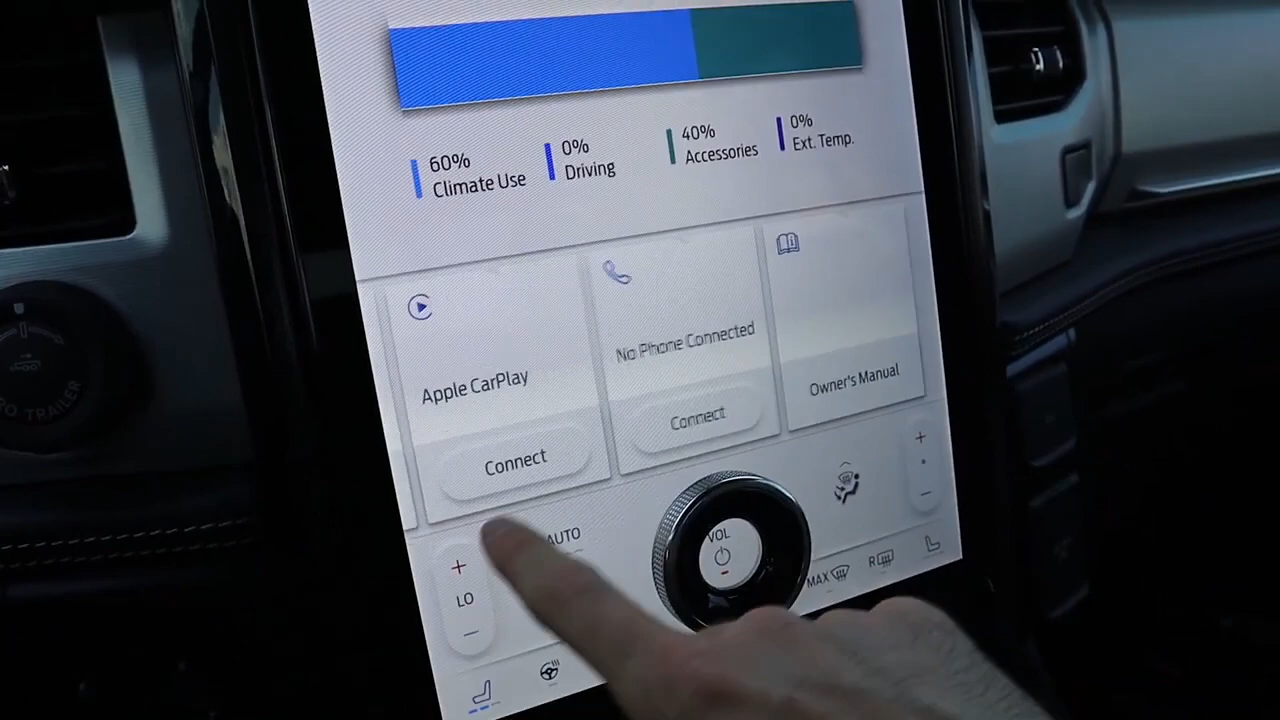 60%
Climate Use
0%
Driving
40%
Accessories
0%
Ext. Temp.
Apple CarPlay
Connect
No Phone Connected
Connect
Owner's Manual
+
LO
−
AUTO
VOL
MAX
R
+
−
TRAILER